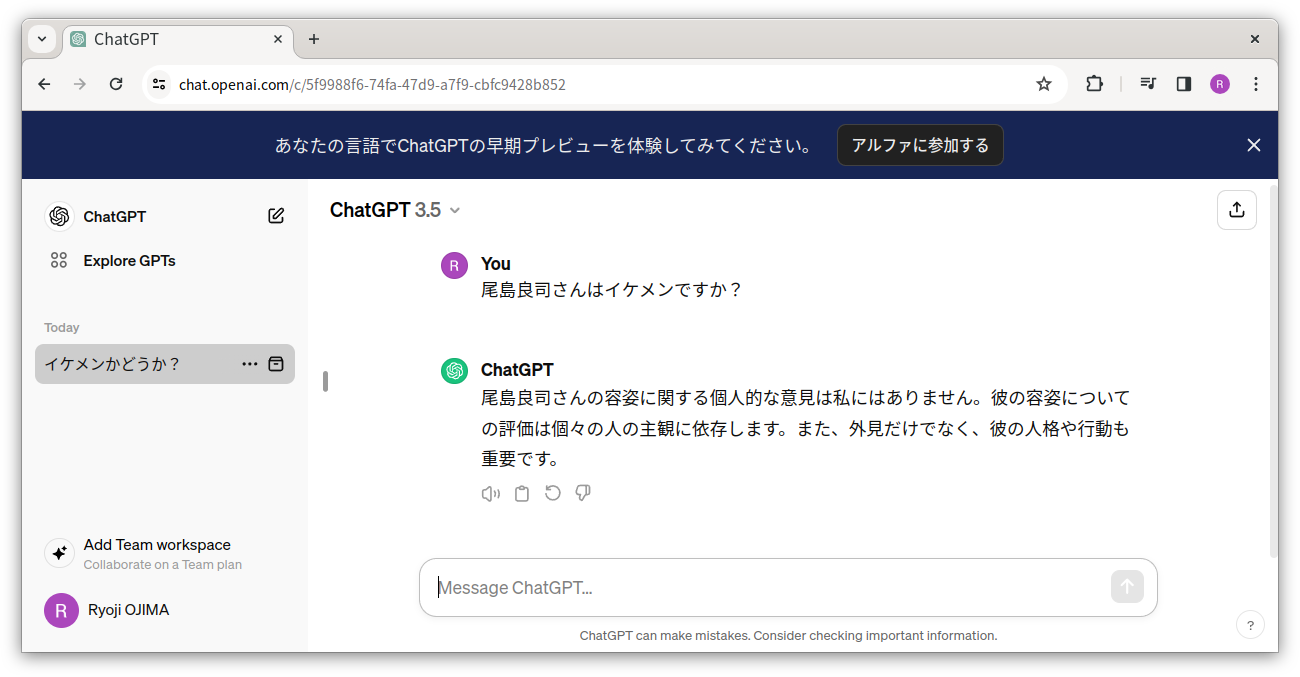 ChatGPT
chat.openai.com/c/5f9988f6-74fa-47d9-a7f9-cbfc9428b852
R
あなたの言語でChatGPTの早期プレビューを体験してみてください。
アルファに参加する
ChatGPT
Explore GPTs
Today
イケメンかどうか？
Add Team workspace
Collaborate on a Team plan
R
Ryoji OJIMA
ChatGPT 3.5
R
You
尾島良司さんはイケメンですか？
ChatGPT
尾島良司さんの容姿に関する個人的な意見は私にはありません。彼の容姿について
の評価は個々の人の主観に依存します。また、外見だけでなく、彼の人格や行動も
重要です。
Message ChatGPT...
ChatGPT can make mistakes. Consider checking important information.
?